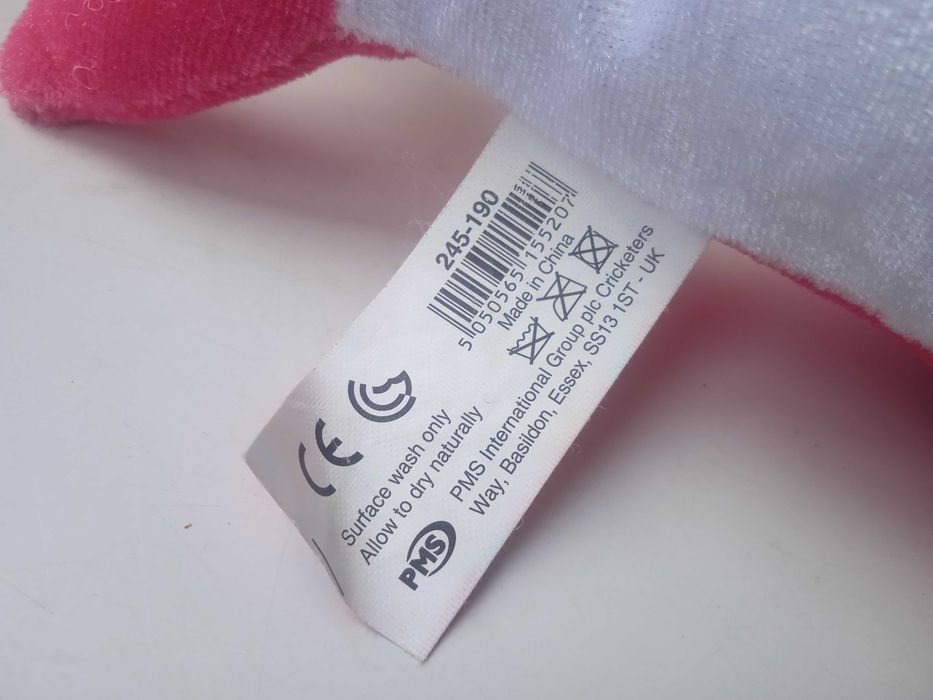 245-190
5 050565 155207
Made in China
CE
Surface wash only
Allow to dry naturally
PMS
PMS International Group plc Cricketers
Way, Basildon, Essex, SS13 1ST - UK